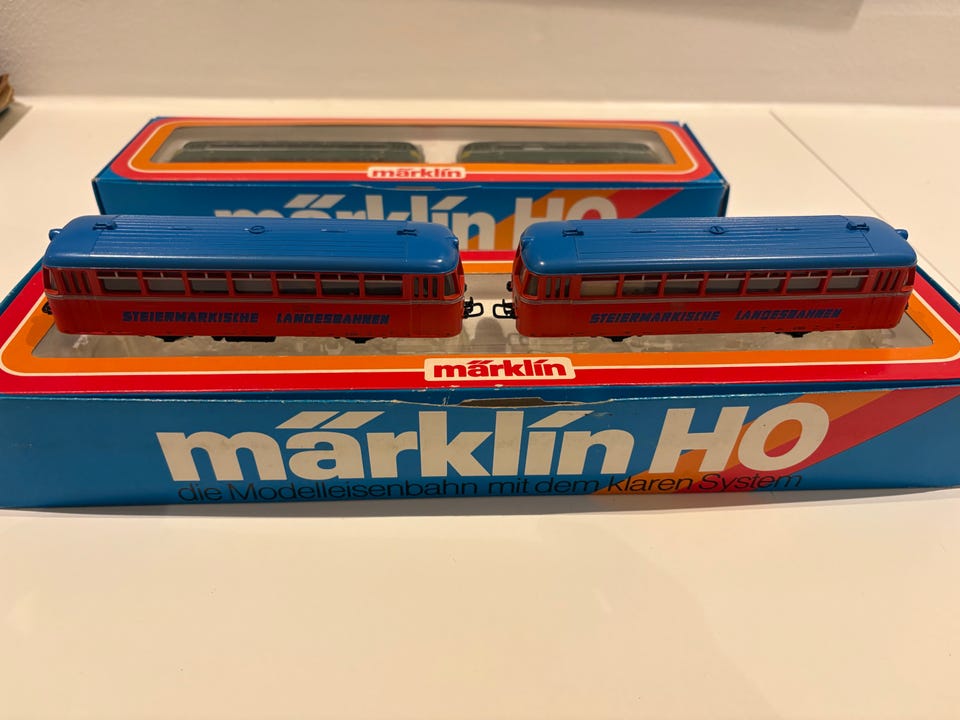 märklin
märklin HO
STEIERMÄRKISCHE LANDESBAHNEN
STEIERMÄRKISCHE LANDESBAHNEN
märklin
märklin HO
die Modelleisenbahn mit dem klaren System